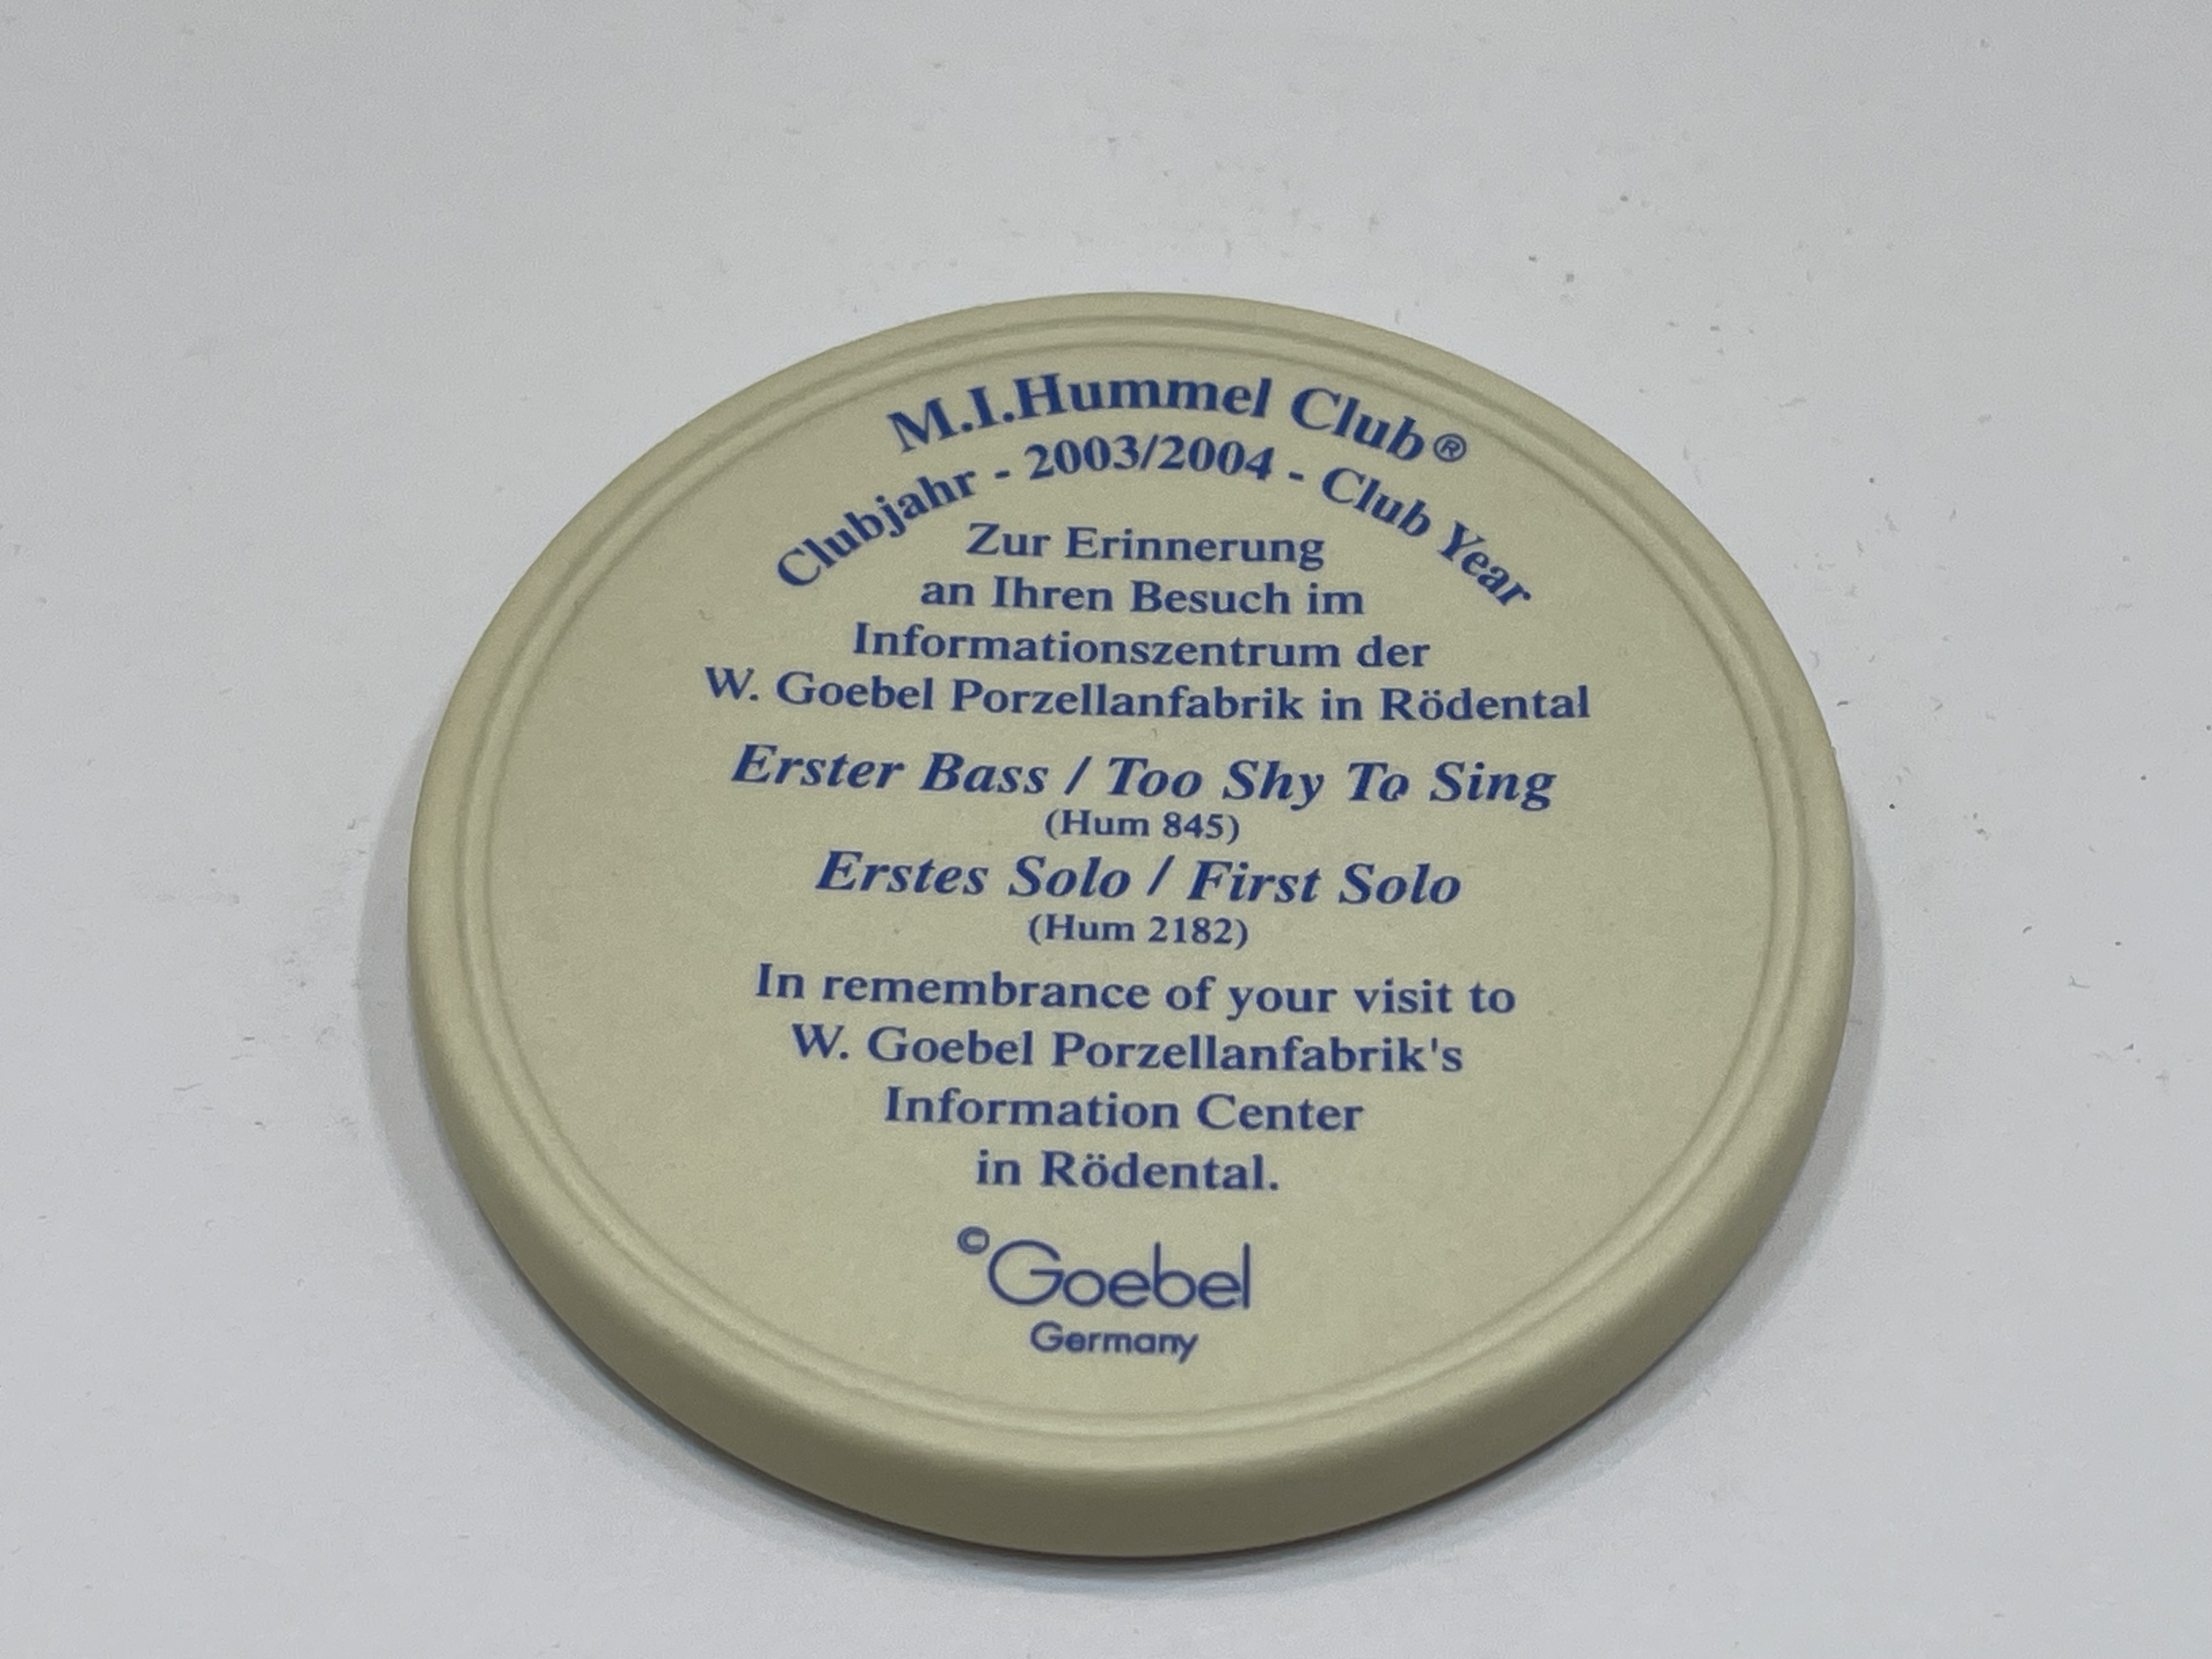 M.I.Hummel Club®
Clubjahr - 2003/2004 - Club Year
Zur Erinnerung
an Ihren Besuch im
Informationszentrum der
W. Goebel Porzellanfabrik in Rödental
Erster Bass / Too Shy To Sing
(Hum 845)
Erstes Solo / First Solo
(Hum 2182)
In remembrance of your visit to
W. Goebel Porzellanfabrik's
Information Center
in Rödental.
©Goebel
Germany